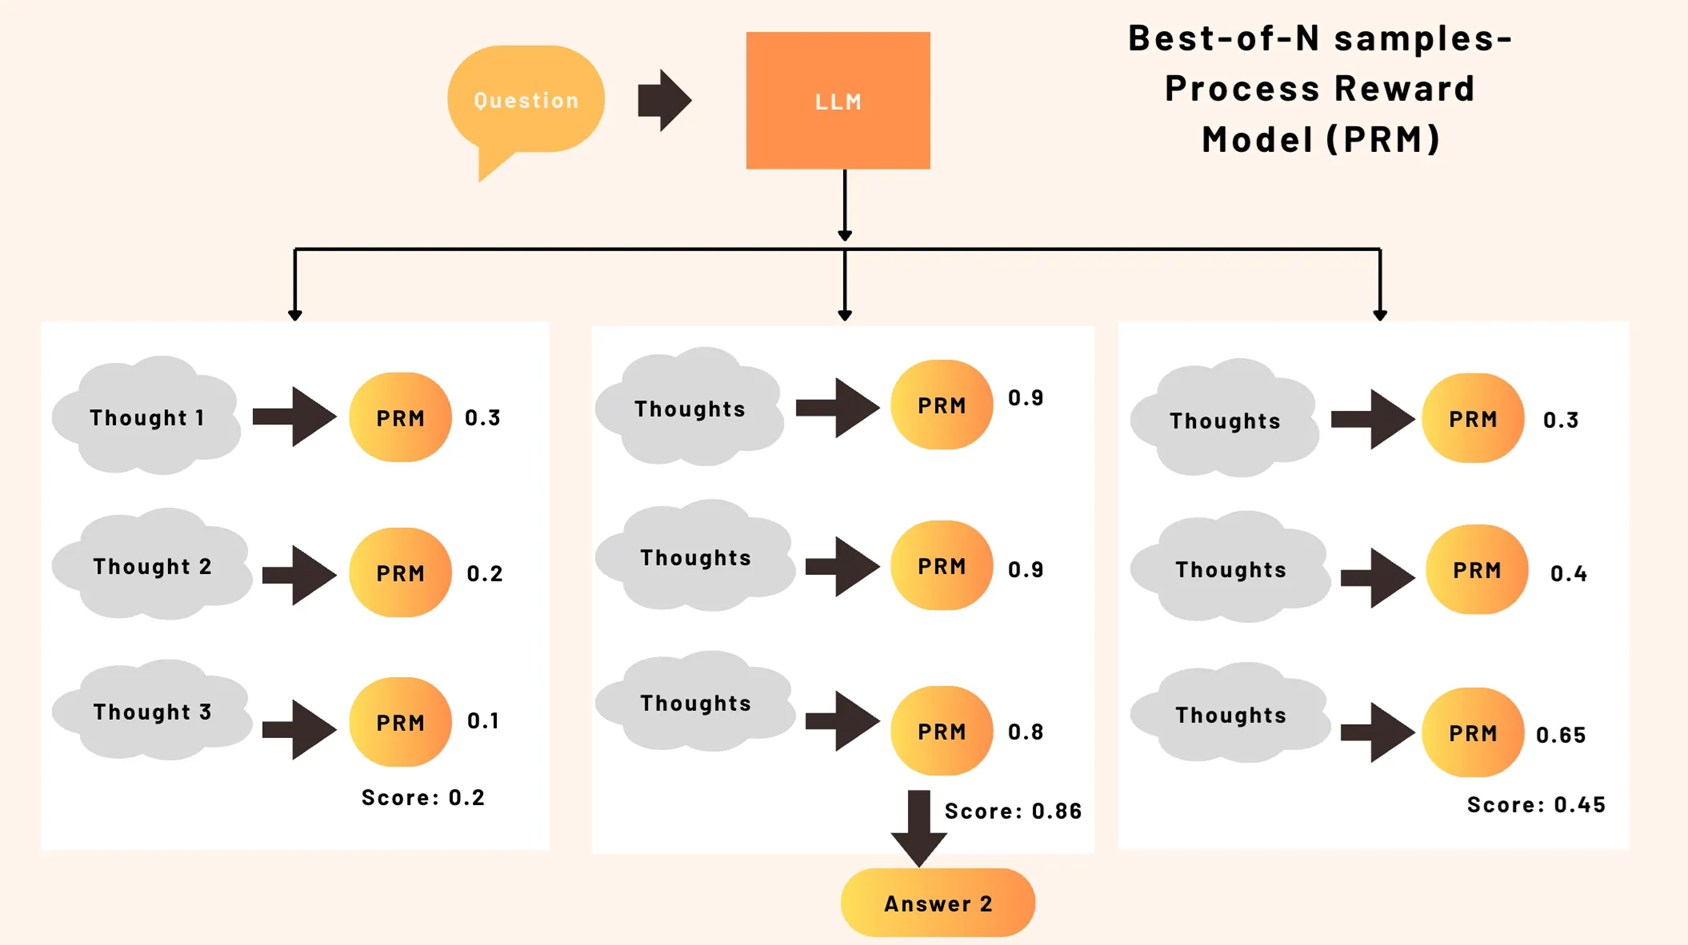 Best-of-N samples-
Process Reward
Model (PRM)
Question
LLM
Thought 1
PRM
0.3
Thought 2
PRM
0.2
Thought 3
PRM
0.1
Score: 0.2
Thoughts
PRM
0.9
Thoughts
PRM
0.9
Thoughts
PRM
0.8
Score: 0.86
Answer 2
Thoughts
PRM
0.3
Thoughts
PRM
0.4
Thoughts
PRM
0.65
Score: 0.45